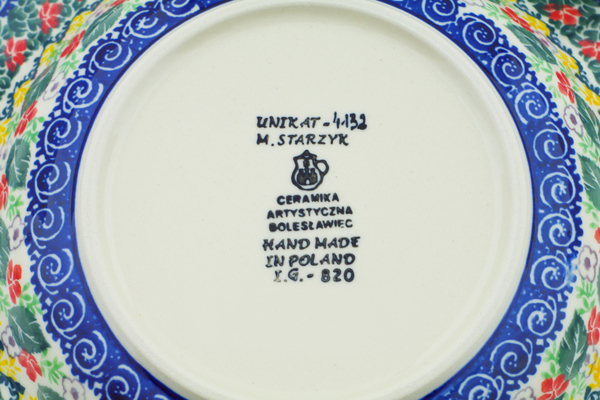 UNIKAT-4132
M. STARZYK
CERAMIKA
ARTYSTYCZNA
BOLESŁAWIEC
HAND MADE
IN POLAND
I.G.-820